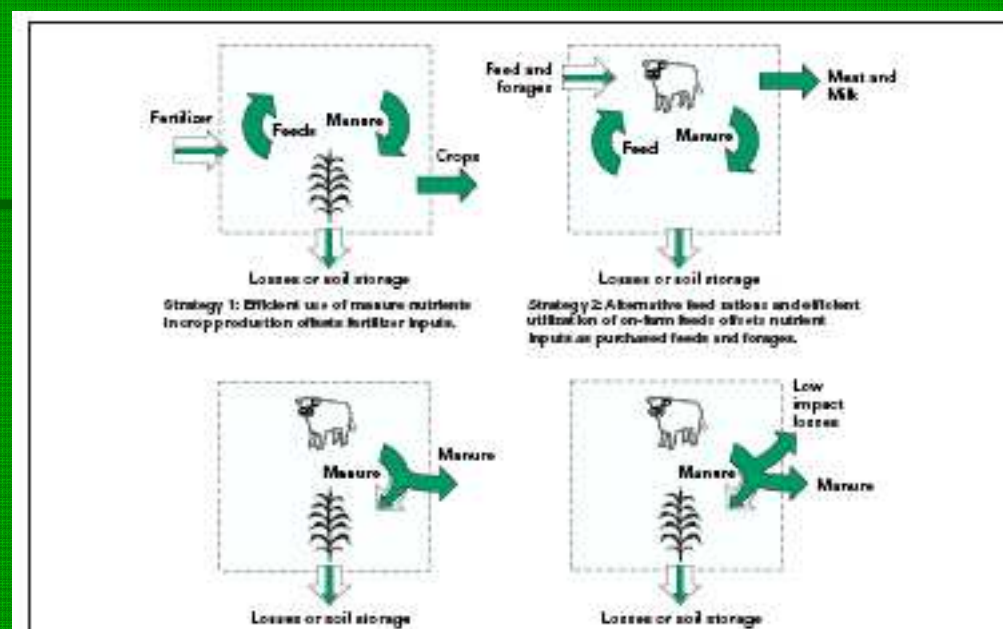 Fertilizer
Feeds
Manure
Crops
Losses or soil storage
Strategy 1: Efficient use of manure nutrients
in crop production offsets fertilizer inputs.
Feed and
forages
Meat and
Milk
Feed
Manure
Losses or soil storage
Strategy 2: Alternative feed rations and efficient
utilization of on-farm feeds offsets nutrient
inputs as purchased feeds and forages.
Manure
Manure
Losses or soil storage
Low
impact
losses
Manure
Manure
Losses or soil storage